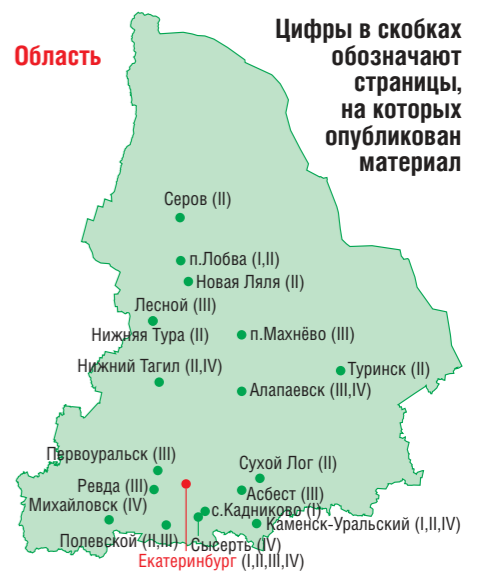 Область
Цифры в скобках
обозначают
страницы,
на которых
опубликован
материал
Серов (II)
п.Лобва (I,II)
Новая Ляля (II)
Лесной (III)
Нижняя Тура (II)
п.Махнёво (III)
Нижний Тагил (II,IV)
Туринск (II)
Алапаевск (III,IV)
Первоуральск (III)
Сухой Лог (II)
Ревда (III)
Асбест (III)
Михайловск (IV)
с.Кадниково (I)
Каменск-Уральский (I,II,IV)
Полевской (II,III)
Сысерть (IV)
Екатеринбург (I,II,III,IV)